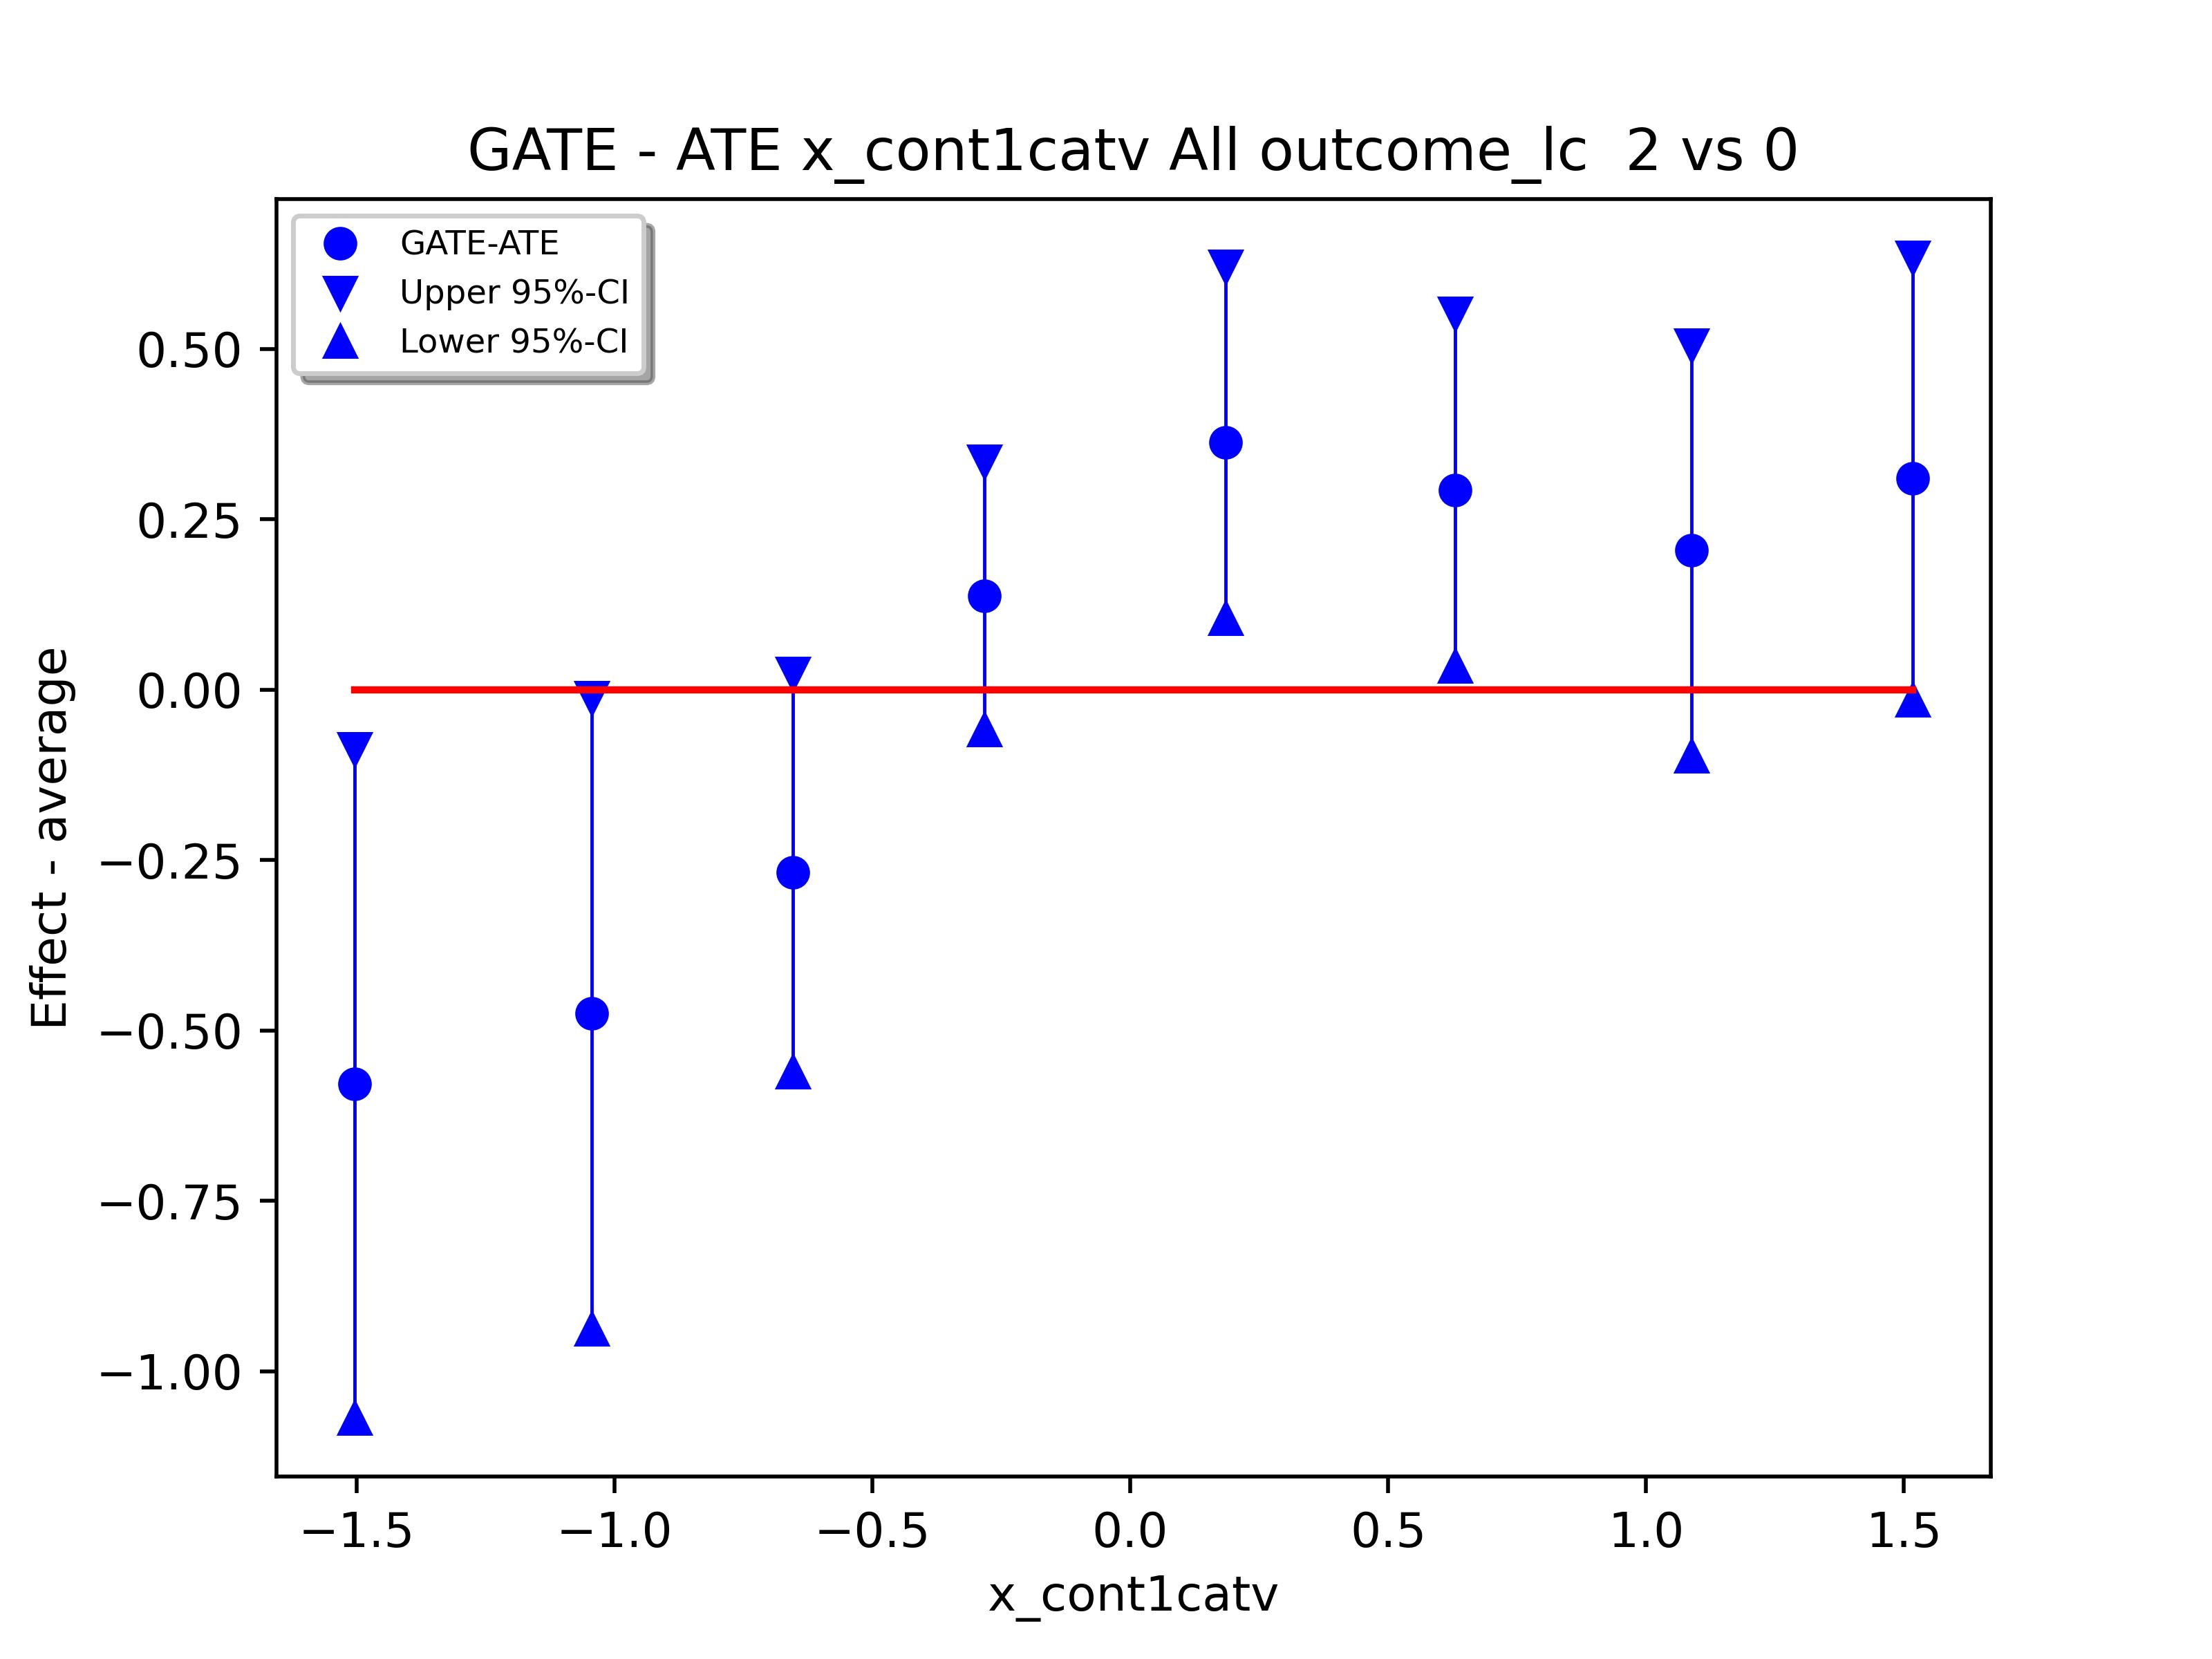 GATE - ATE x_cont1catv All outcome_lc  2 vs 0
GATE-ATE
Upper 95%-CI
Lower 95%-CI
0.50
0.25
0.00
−0.25
−0.50
−0.75
−1.00
Effect - average
−1.5 −1.0 −0.5 0.0 0.5 1.0 1.5
x_cont1catv